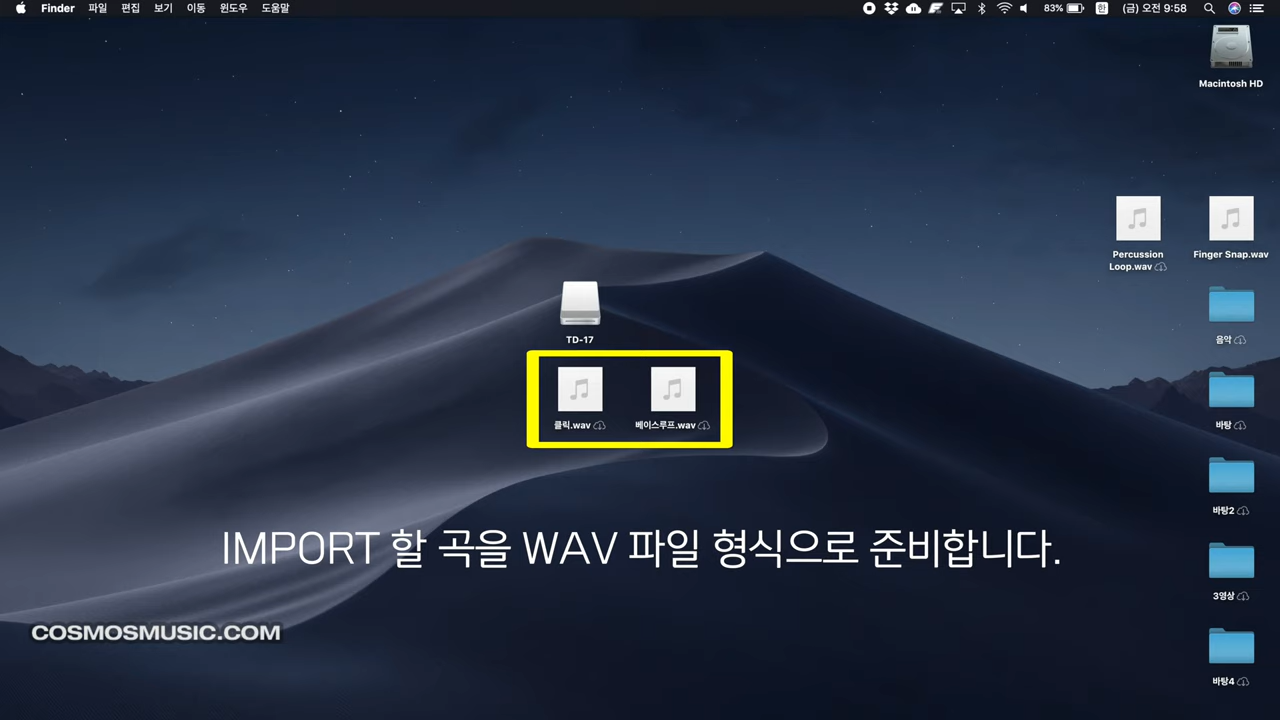 Finder 파일 편집 보기 이동 윈도우 도움말
83% 한 (금) 오전 9:58
Macintosh HD
Percussion
Loop.wav
Finger Snap.wav
음악
TD-17
클릭.wav
베이스루프.wav
바탕
바탕2
IMPORT 할 곡을 WAV 파일 형식으로 준비합니다.
3영상
COSMOSMUSIC.COM
바탕4